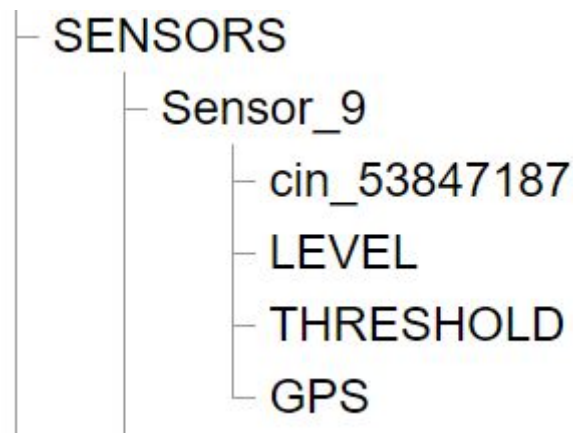 SENSORS
Sensor_9
cin_53847187
LEVEL
THRESHOLD
GPS